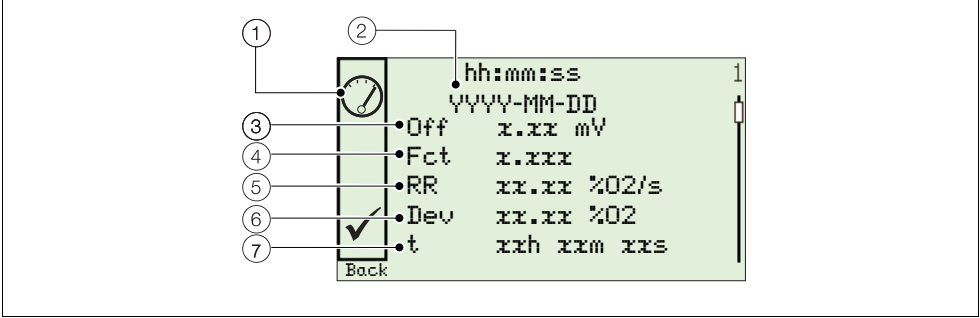 1
2
hh:mm:ss 1
YYYY-MM-DD
3 Off x.xx mV
4 Fct x.xxx
5 RR xx.xx %O2/s
6 Dev xx.xx %O2
7 t xxh xxm xxs
Back